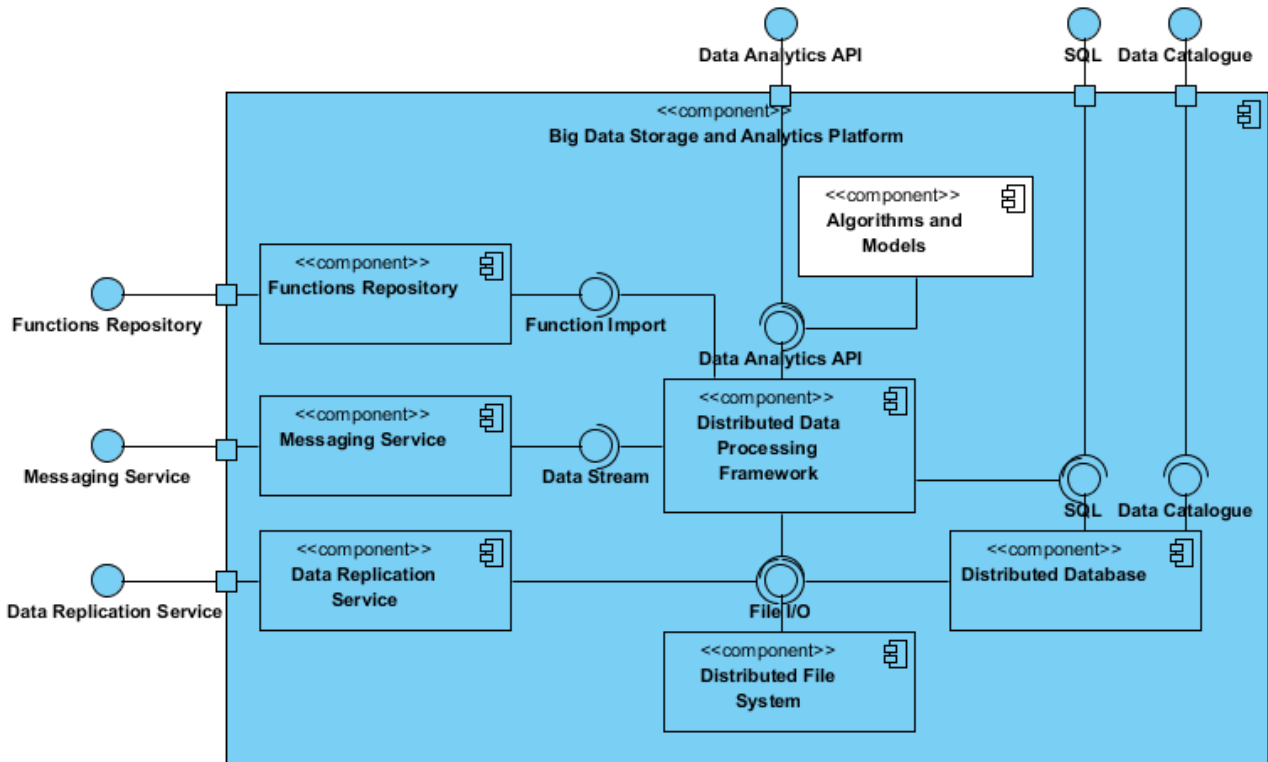 Data Analytics API
SQL
Data Catalogue
<<component>>
Big Data Storage and Analytics Platform
<<component>>
Algorithms and
Models
<<component>>
Functions Repository
Functions Repository
Function Import
Data Analytics API
<<component>>
Messaging Service
Messaging Service
Data Stream
<<component>>
Distributed Data
Processing
Framework
SQL
Data Catalogue
<<component>>
Data Replication
Service
Data Replication Service
File I/O
<<component>>
Distributed Database
<<component>>
Distributed File
System